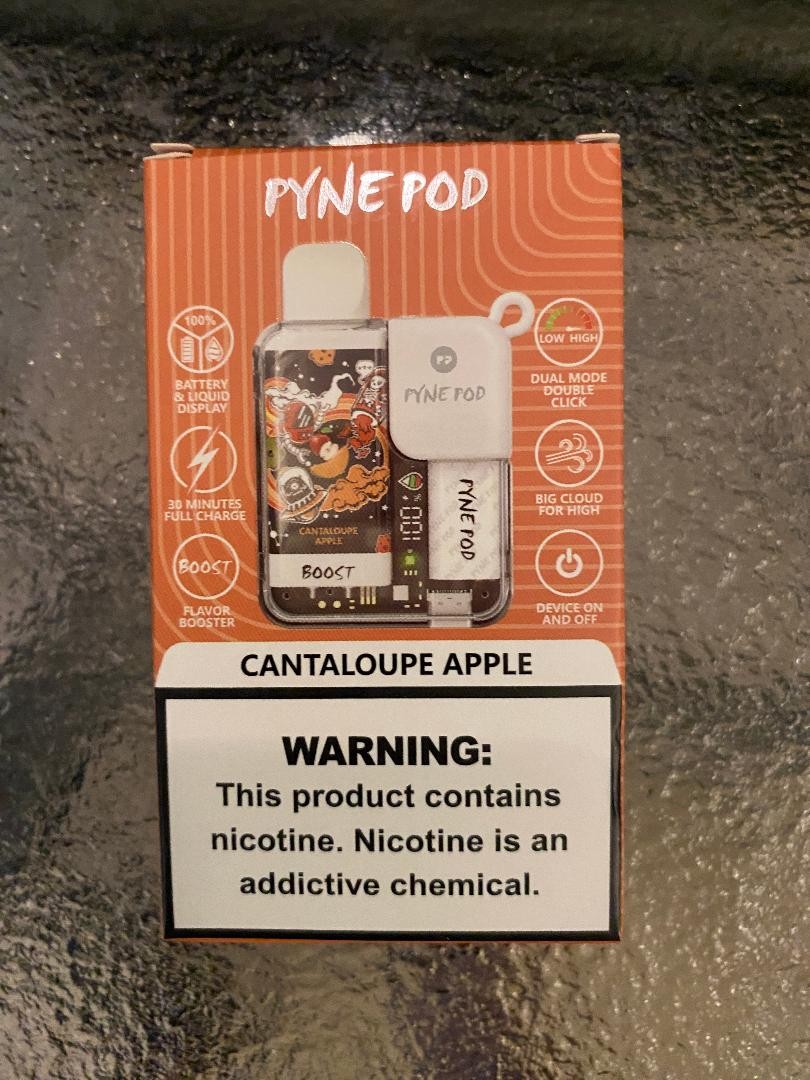 PYNE POD
100%
BATTERY
& LIQUID
DISPLAY
30 MINUTES
FULL CHARGE
BOOST
FLAVOR
BOOSTER
PP
PYNE POD
CANTALOUPE
APPLE
BOOST
100%
PYNE POD
LOW HIGH
DUAL MODE
DOUBLE
CLICK
BIG CLOUD
FOR HIGH
DEVICE ON
AND OFF
CANTALOUPE APPLE
WARNING:
This product contains
nicotine. Nicotine is an
addictive chemical.